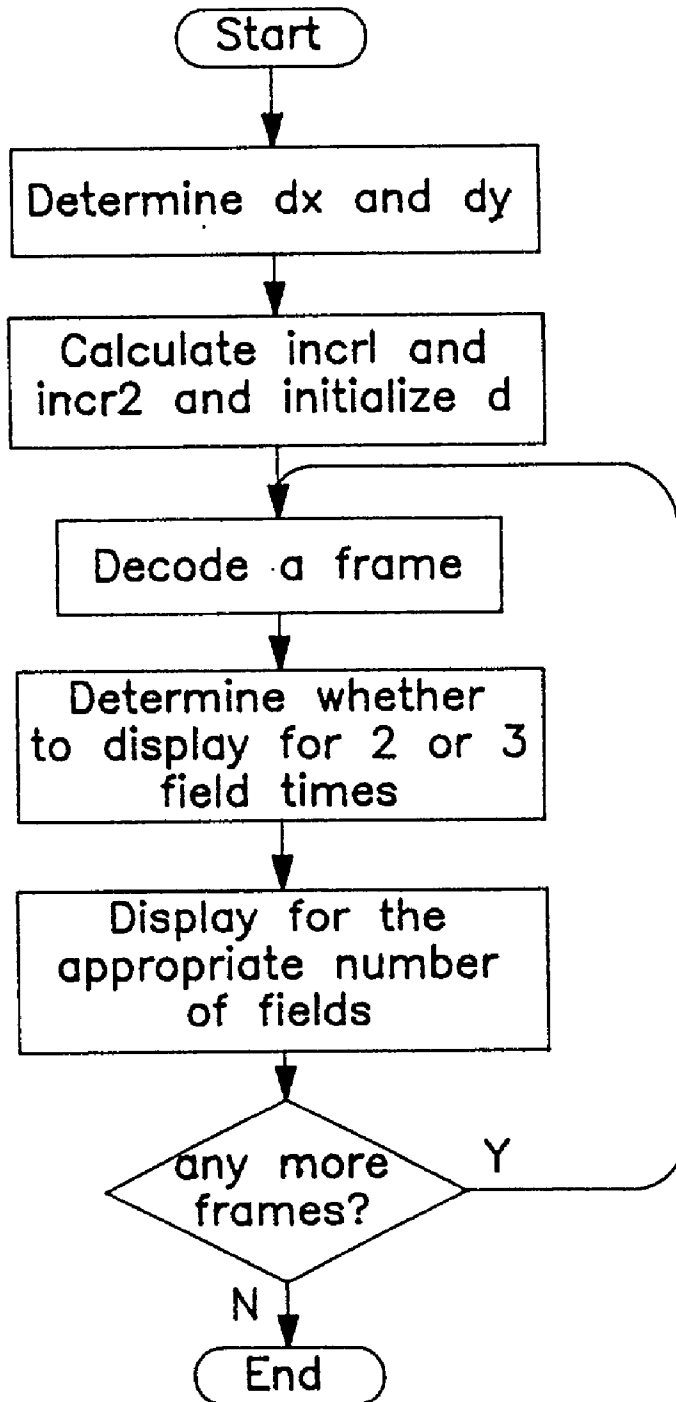 Start
Determine dx and dy
Calculate incrl and
incr2 and initialize d
Decode a frame
Determine whether
to display for 2 or 3
field times
Display for the
appropriate number
of fields
any more
frames?
Y
N
End